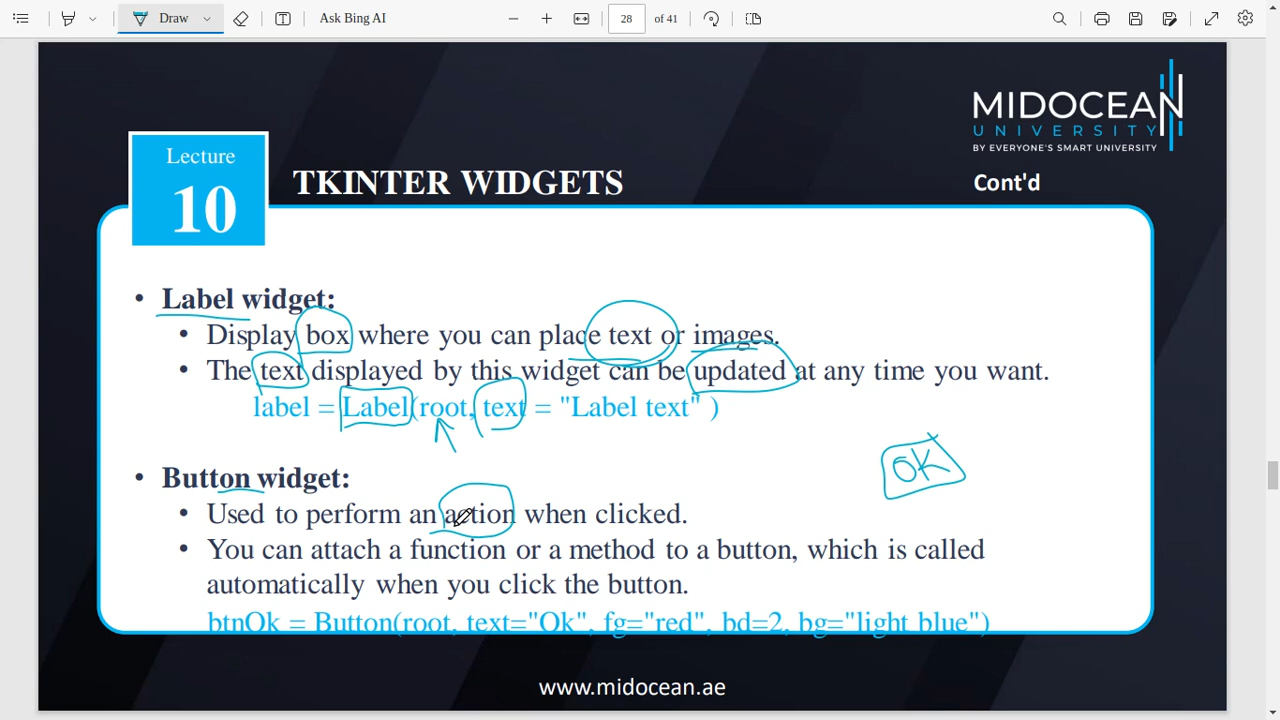 Draw
Ask Bing AI
28 of 41
MIDOCEAN
UNIVERSITY
BY EVERYONE'S SMART UNIVERSITY
Lecture
10
TKINTER WIDGETS
Cont'd
• Label widget:
• Display box where you can place text or images.
• The text displayed by this widget can be updated at any time you want.
label = Label(root, text = "Label text" )
OK
• Button widget:
• Used to perform an action when clicked.
• You can attach a function or a method to a button, which is called
automatically when you click the button.
btnOk = Button(root, text="Ok", fg="red", bd=2, bg="light blue")
www.midocean.ae